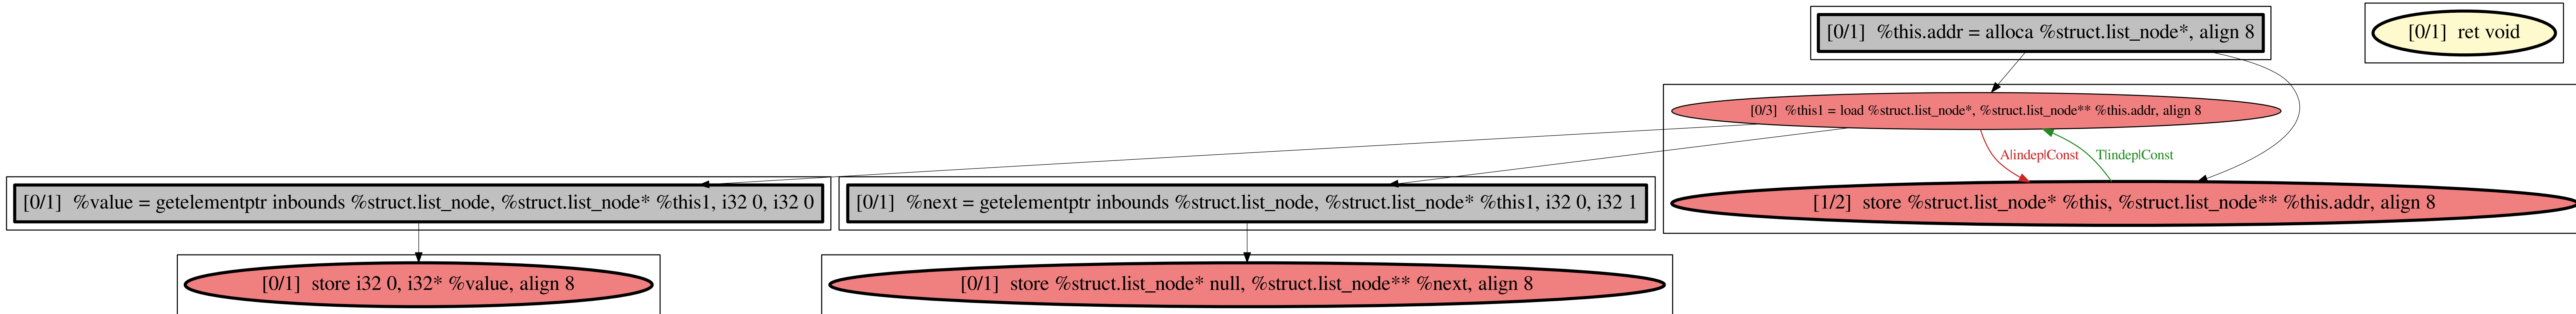 [0/1]  %this.addr = alloca %struct.list_node*, align 8
[0/1]  ret void
[0/3]  %this1 = load %struct.list_node*, %struct.list_node** %this.addr, align 8
A|indep|Const
T|indep|Const
[0/1]  %value = getelementptr inbounds %struct.list_node, %struct.list_node* %this1, i32 0, i32 0
[0/1]  %next = getelementptr inbounds %struct.list_node, %struct.list_node* %this1, i32 0, i32 1
[1/2]  store %struct.list_node* %this, %struct.list_node** %this.addr, align 8
[0/1]  store i32 0, i32* %value, align 8
[0/1]  store %struct.list_node* null, %struct.list_node** %next, align 8